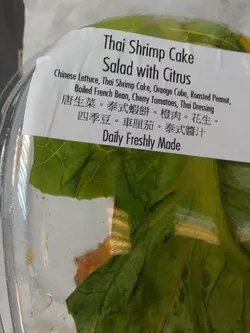 Thai Shrimp Cake
Salad with Citrus
Chinese Lettuce, Thai Shrimp Cake, Orange Cube, Roasted Peanut,
Boiled French Bean, Cherry Tomatoes, Thai Dressing
唐生菜。泰式蝦餅。橙肉。花生。
四季豆。車厘茄。泰式醬汁
Daily Freshly Made